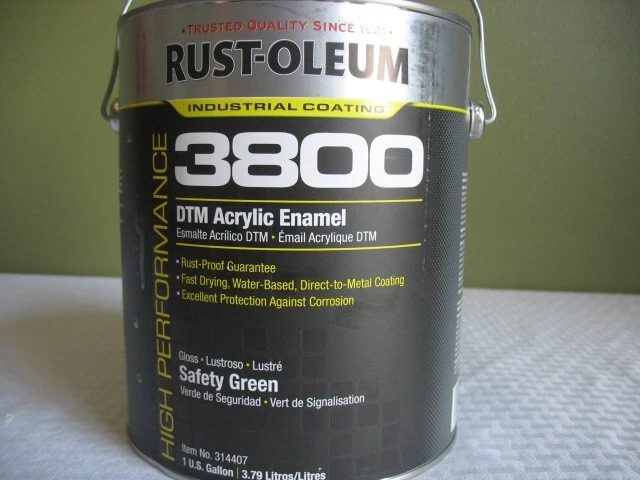 • TRUSTED QUALITY SINCE 1921 •
RUST-OLEUM
INDUSTRIAL COATING
HIGH PERFORMANCE
3800
DTM Acrylic Enamel
Esmalte Acrílico DTM • Émail Acrylique DTM
• Rust-Proof Guarantee
• Fast Drying, Water-Based, Direct-to-Metal Coating
• Excellent Protection Against Corrosion
Gloss • Lustroso • Lustré
Safety Green
Verde de Seguridad • Vert de Signalisation
Item No. 314407
1 U.S. Gallon | 3.79 Litros/Litres